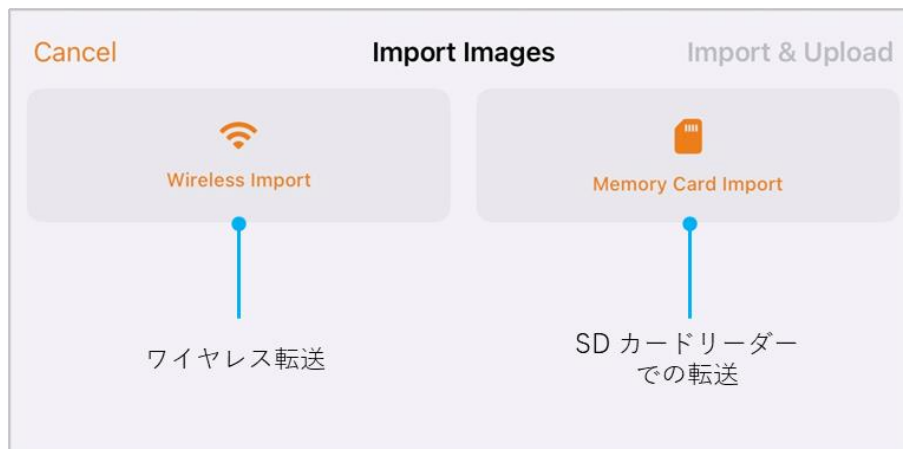 Cancel
Import Images
Import & Upload
Wireless Import
Memory Card Import
ワイヤレス転送
SD カードリーダー
での転送